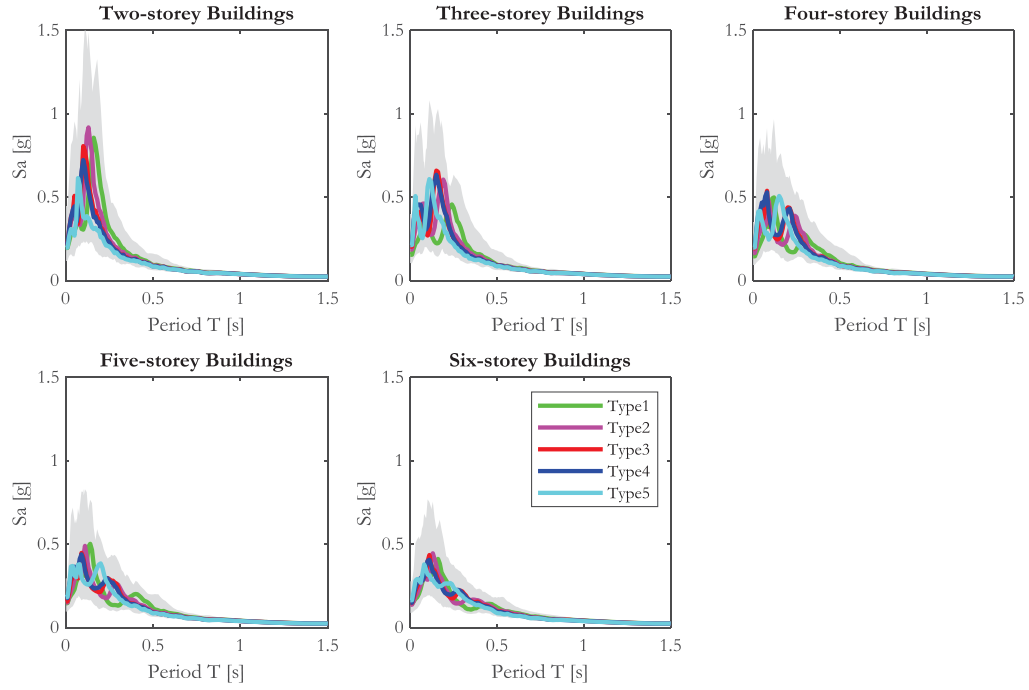 Two-storey Buildings
1.5
1
0.5
0
Sa [g]
0
0.5
1
1.5
Period T [s]
Three-storey Buildings
1.5
1
0.5
0
Sa [g]
0
0.5
1
1.5
Period T [s]
Four-storey Buildings
1.5
1
0.5
0
Sa [g]
0
0.5
1
1.5
Period T [s]
Five-storey Buildings
1.5
1
0.5
0
Sa [g]
0
0.5
1
1.5
Period T [s]
Six-storey Buildings
1.5
1
0.5
0
Sa [g]
Type1
Type2
Type3
Type4
Type5
0
0.5
1
1.5
Period T [s]